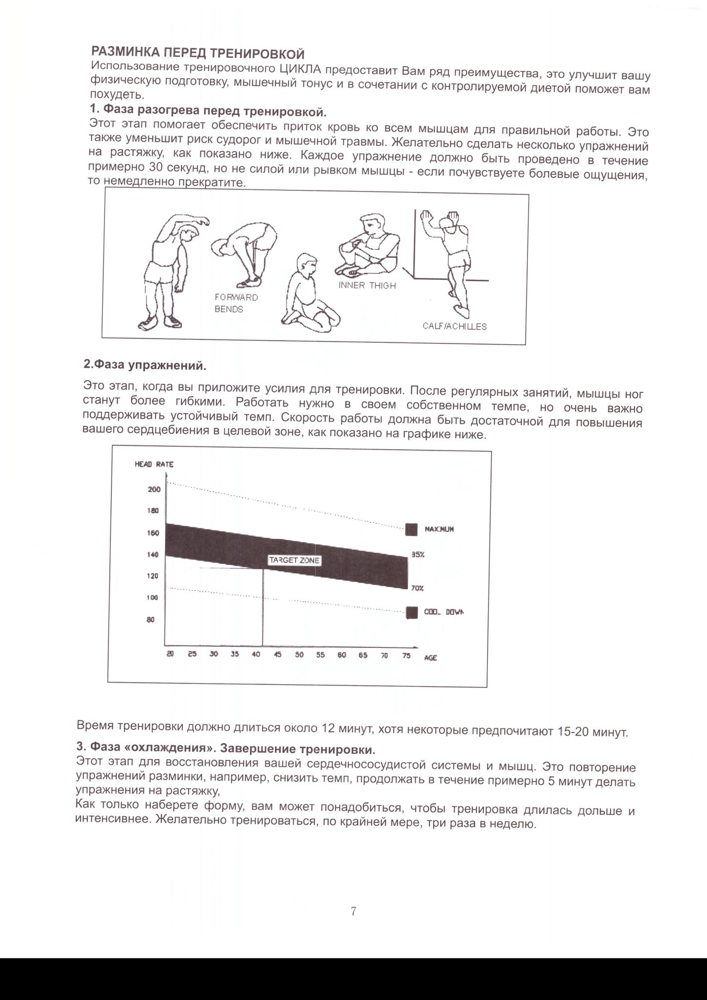 РАЗМИНКА ПЕРЕД ТРЕНИРОВКОЙ
Использование тренировочного ЦИКЛА предоставит Вам ряд преимущества, это улучшит вашу
физическую подготовку, мышечный тонус и в сочетании с контролируемой диетой поможет вам
похудеть.
1. Фаза разогрева перед тренировкой.
Этот этап помогает обеспечить приток кровь ко всем мышцам для правильной работы. Это
также уменьшит риск судорог и мышечной травмы. Желательно сделать несколько упражнений
на растяжку, как показано ниже. Каждое упражнение должно быть проведено в течение
примерно 30 секунд, но не силой или рывком мышцы - если почувствуете болевые ощущения,
то немедленно прекратите.
INNER THIGH
FORWARD
BENDS
CALF/ACHILLES
2.Фаза упражнений.
Это этап, когда вы приложите усилия для тренировки. После регулярных занятий, мышцы ног
станут более гибкими. Работать нужно в своем собственном темпе, но очень важно
поддерживать устойчивый темп. Скорость работы должна быть достаточной для повышения
вашего сердцебиения в целевой зоне, как показано на графике ниже.
HEAD RATE
200
180
MAXIMUM
160
140
85%
TARGET ZONE
120
70%
100
COOL DOWN
80
20 25 30 35 40 45 50 55 60 65 70 75 AGE
Время тренировки должно длиться около 12 минут, хотя некоторые предпочитают 15-20 минут.
3. Фаза «охлаждения». Завершение тренировки.
Этот этап для восстановления вашей сердечнососудистой системы и мышц. Это повторение
упражнений разминки, например, снизить темп, продолжать в течение примерно 5 минут делать
упражнения на растяжку,
Как только наберете форму, вам может понадобиться, чтобы тренировка длилась дольше и
интенсивнее. Желательно тренироваться, по крайней мере, три раза в неделю.
7